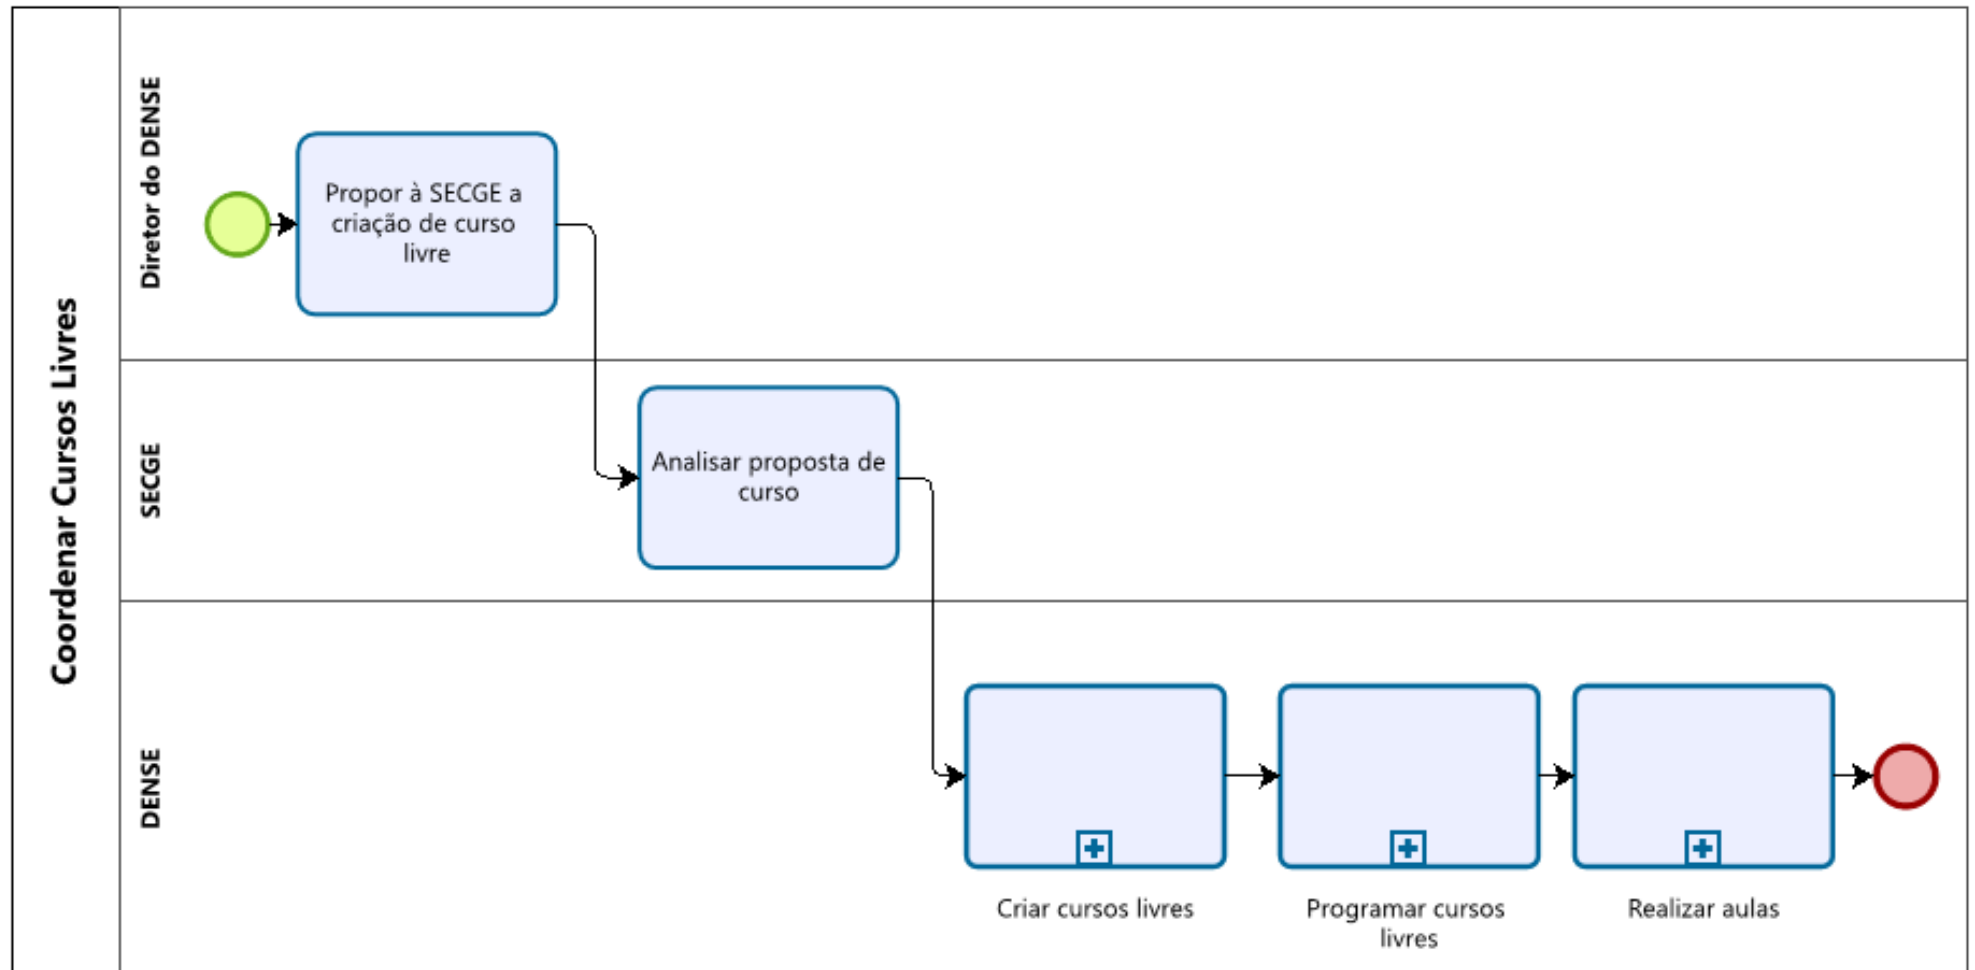 Coordenar Cursos Livres
Diretor do DENSE
Propor à SECGE a
criação de curso
livre
SECGE
Analisar proposta de
curso
DENSE
Criar cursos livres
Programar cursos
livres
Realizar aulas